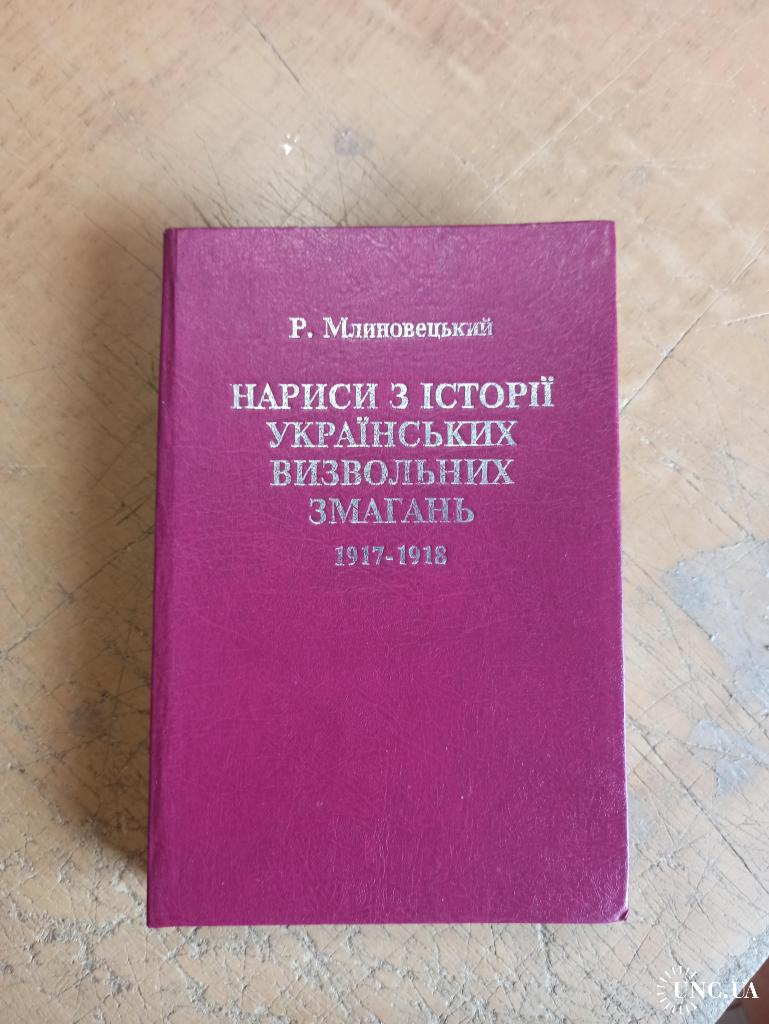 Р. Млиновецький
НАРИСИ З ІСТОРІЇ
УКРАЇНСЬКИХ
ВИЗВОЛЬНИХ
ЗМАГАНЬ
1917-1918
UNC.UA